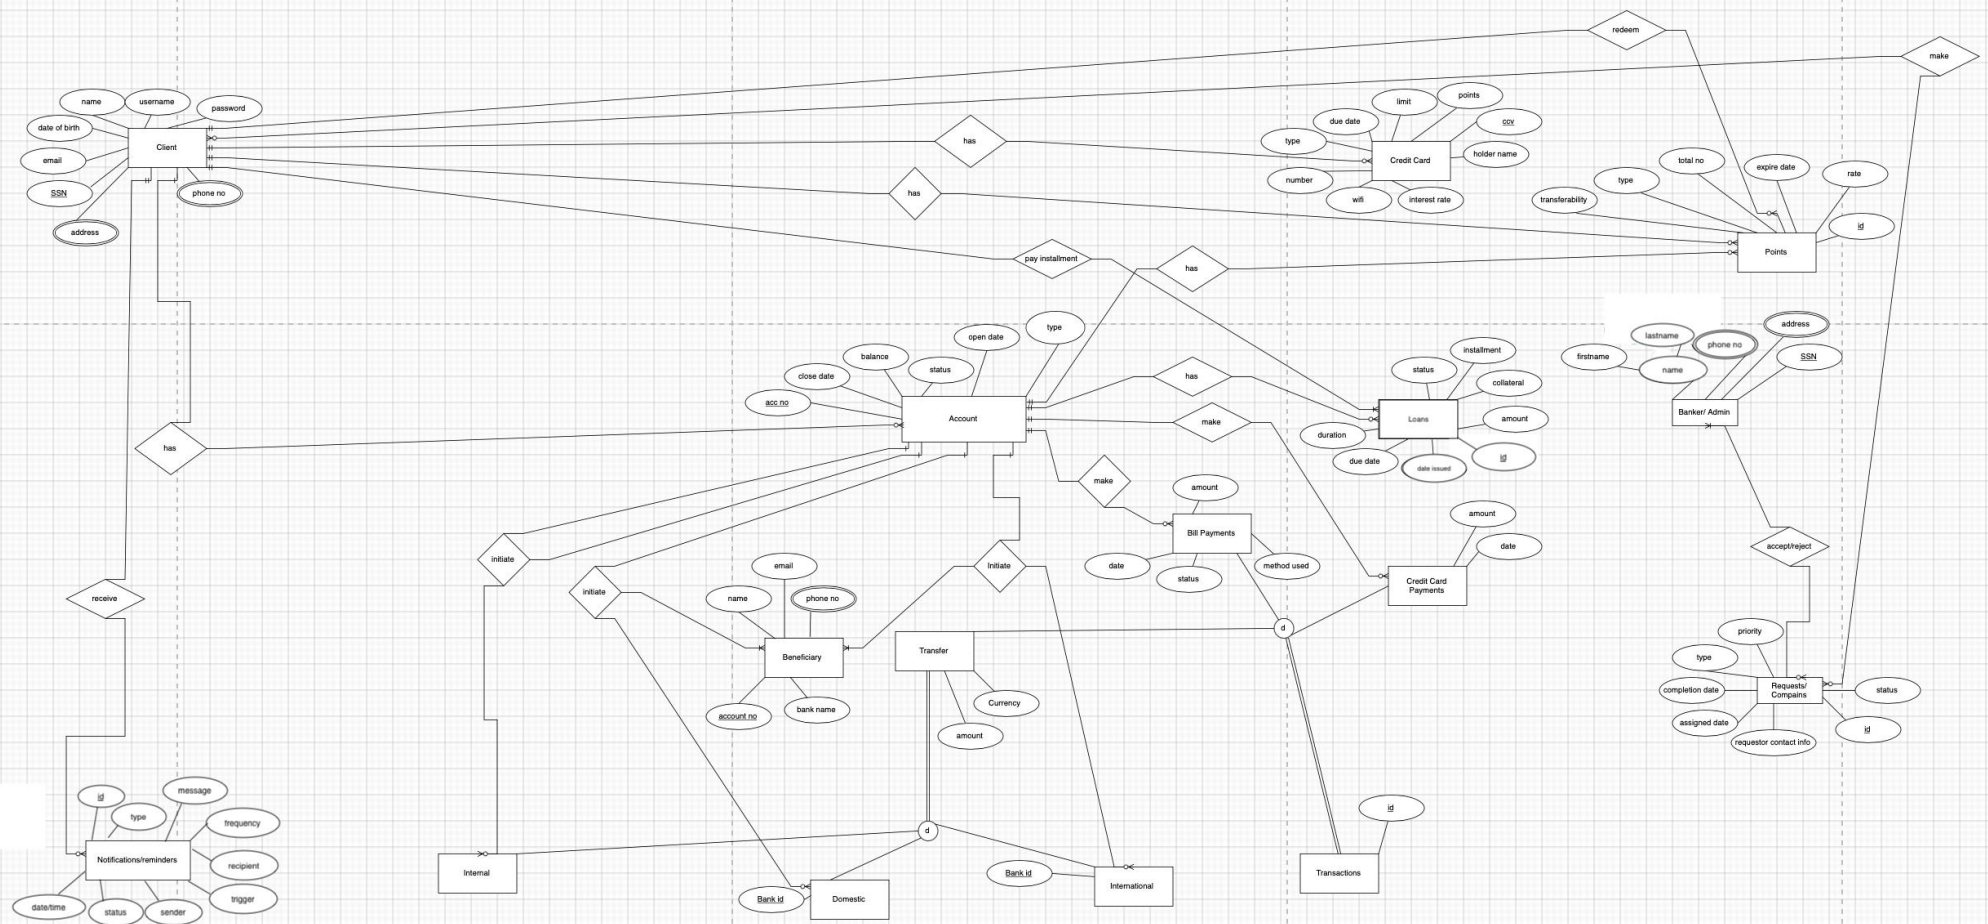 redeem
make
name
username
password
date of birth
Client
email
SSN
phone no
address
has
has
limit
points
due date
ccv
type
Credit Card
holder name
number
wifi
interest rate
total no
expire date
type
rate
transferability
id
Points
pay installment
has
type
open date
balance
status
close date
acc no
Account
has
make
has
installment
status
collateral
Loans
amount
duration
due date
date issued
id
lastname
phone no
address
firstname
name
SSN
Banker/ Admin
make
amount
Bill Payments
date
status
method used
amount
date
Credit Card
Payments
accept/reject
receive
initiate
initiate
Initiate
email
name
phone no
Beneficiary
account no
bank name
Transfer
Currency
amount
d
priority
type
completion date
Requests/
Compains
status
assigned date
id
requestor contact info
id
message
type
frequency
Notifications/reminders
recipient
trigger
date/time
status
sender
d
Internal
Bank id
Domestic
Bank id
International
id
Transactions